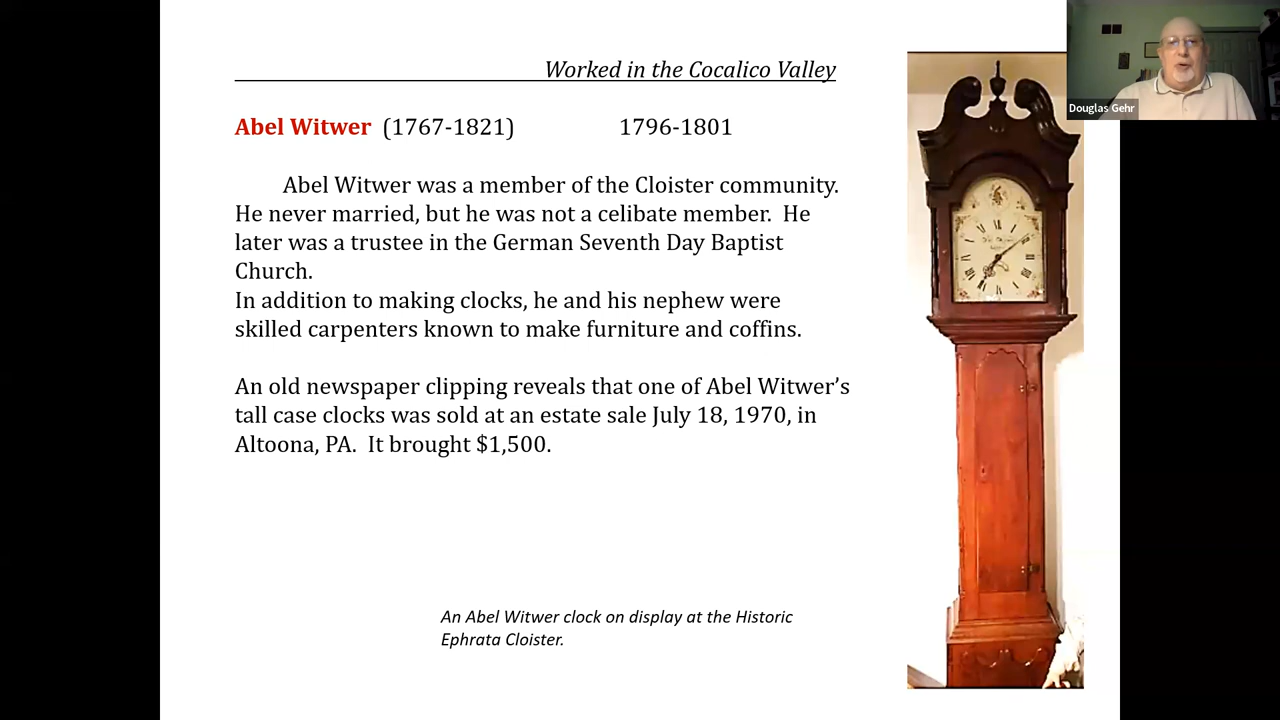 Worked in the Cocalico Valley
Douglas Gehr
Abel Witwer (1767-1821) 1796-1801
Abel Witwer was a member of the Cloister community.
He never married, but he was not a celibate member. He
later was a trustee in the German Seventh Day Baptist
Church.
In addition to making clocks, he and his nephew were
skilled carpenters known to make furniture and coffins.
An old newspaper clipping reveals that one of Abel Witwer’s
tall case clocks was sold at an estate sale July 18, 1970, in
Altoona, PA. It brought $1,500.
An Abel Witwer clock on display at the Historic
Ephrata Cloister.